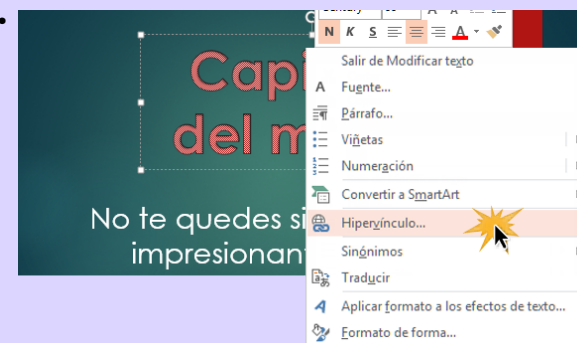 N K S A
Salir de Modificar texto
Capi
A Fuente...
Párrafo...
del m
Viñetas
Numeración
Convertir a SmartArt
No te quedes si
Hipervínculo...
impresionan
Sinónimos
Traducir
Aplicar formato a los efectos de texto...
Formato de forma...